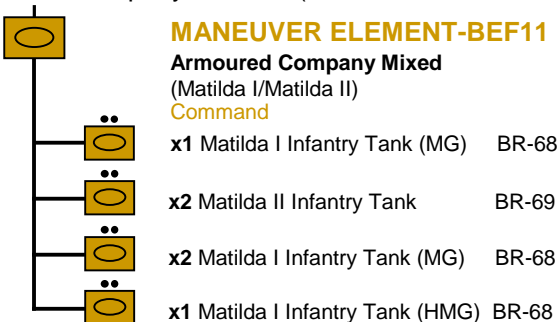 MANEUVER ELEMENT-BEF11
Armoured Company Mixed
(Matilda I/Matilda II)
Command
x1 Matilda I Infantry Tank (MG) BR-68
x2 Matilda II Infantry Tank BR-69
x2 Matilda I Infantry Tank (MG) BR-68
x1 Matilda I Infantry Tank (HMG) BR-68